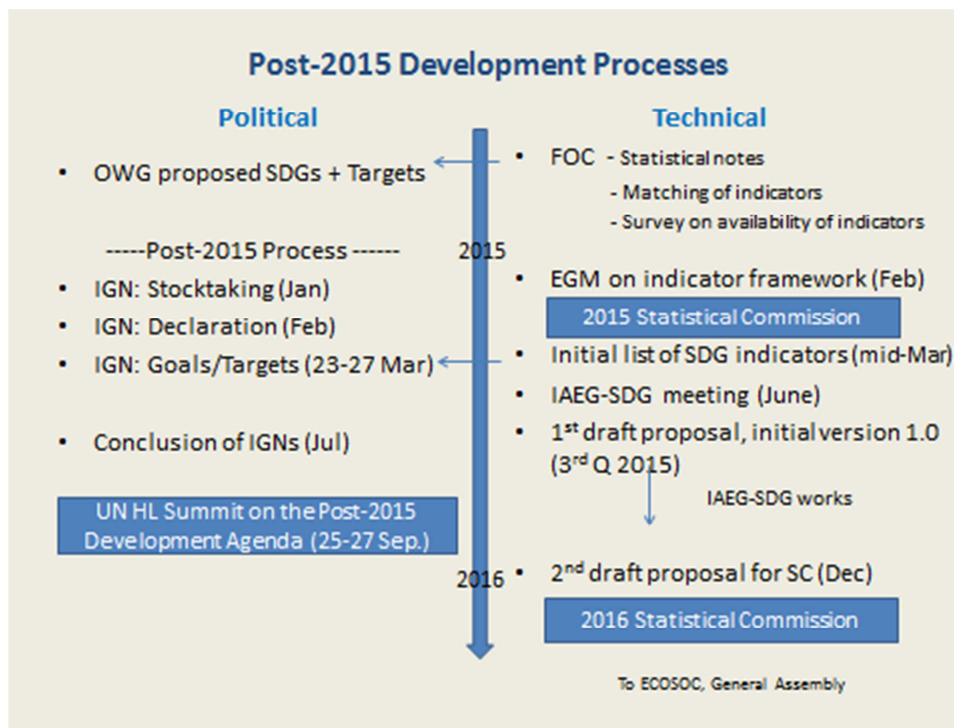 Post-2015 Development Processes
Political
• OWG proposed SDGs + Targets
-----Post-2015 Process ------
• IGN: Stocktaking (Jan)
• IGN: Declaration (Feb)
• IGN: Goals/Targets (23-27 Mar)
• Conclusion of IGNs (Jul)
UN HL Summit on the Post-2015
Development Agenda (25-27 Sep.)
2015
2016
Technical
• FOC - Statistical notes
- Matching of indicators
- Survey on availability of indicators
• EGM on indicator framework (Feb)
2015 Statistical Commission
• Initial list of SDG indicators (mid-Mar)
• IAEG-SDG meeting (June)
• 1st draft proposal, initial version 1.0
(3rd Q 2015)
IAEG-SDG works
• 2nd draft proposal for SC (Dec)
2016 Statistical Commission
To ECOSOC, General Assembly